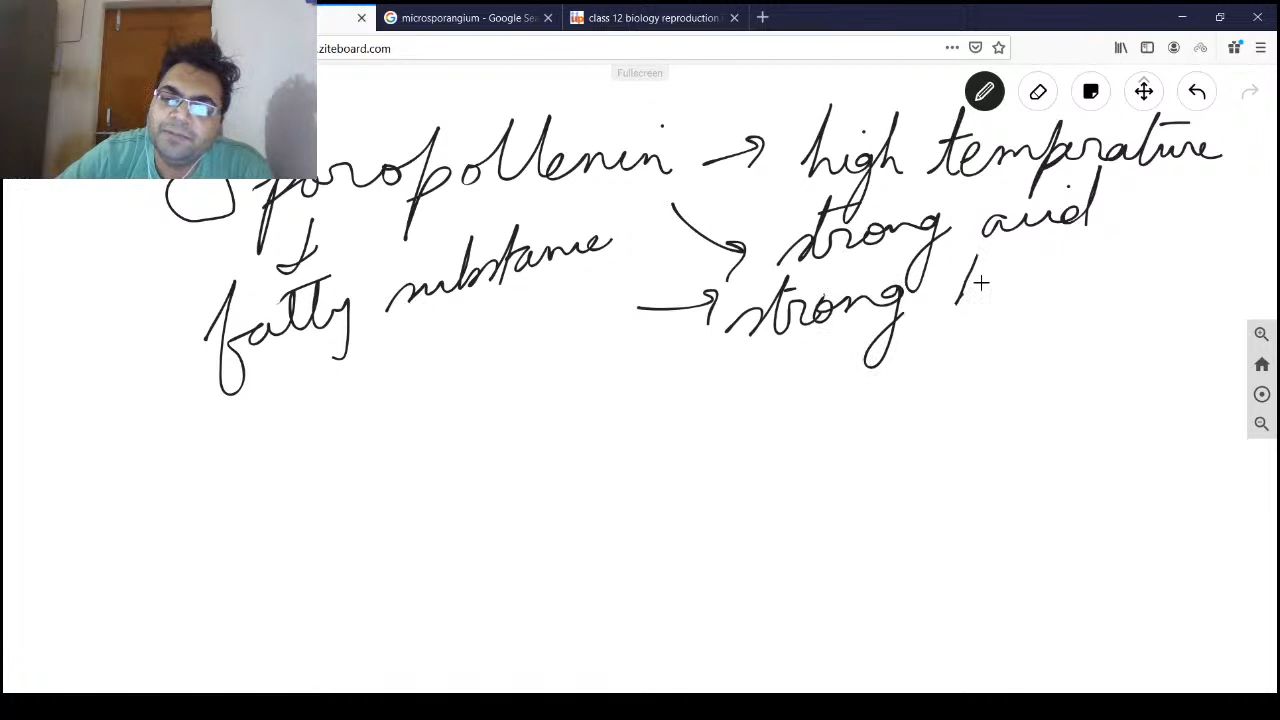 microsporangium - Google Se
class 12 biology reproduction
.ziteboard.com
Fullscreen
Sporopollenin → high temperature
strong acid
fatty substance
→ strong